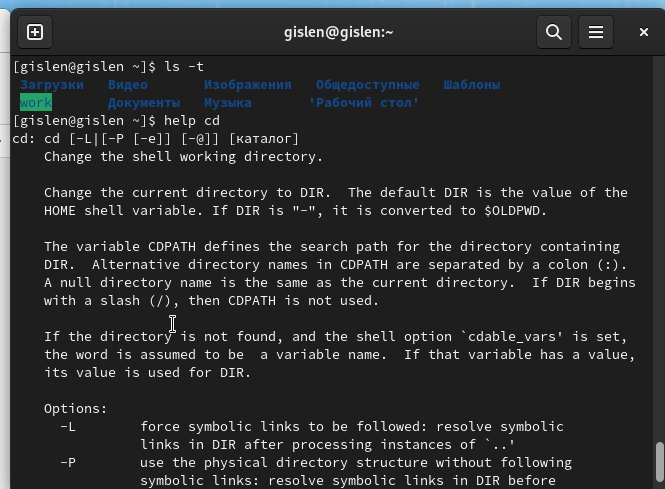 gislen@gislen:~
[gislen@gislen ~]$ ls -t
Загрузки Видео Изображения Общедоступные Шаблоны
work Документы Музыка 'Рабочий стол'
[gislen@gislen ~]$ help cd
cd: cd [-L|[-P [-e]] [-@]] [каталог]
Change the shell working directory.
Change the current directory to DIR. The default DIR is the value of the
HOME shell variable. If DIR is "-", it is converted to $OLDPWD.
The variable CDPATH defines the search path for the directory containing
DIR. Alternative directory names in CDPATH are separated by a colon (:).
A null directory name is the same as the current directory. If DIR begins
with a slash (/), then CDPATH is not used.
If the directory is not found, and the shell option `cdable_vars' is set,
the word is assumed to be a variable name. If that variable has a value,
its value is used for DIR.
Options:
-L force symbolic links to be followed: resolve symbolic
links in DIR after processing instances of `..'
-P use the physical directory structure without following
symbolic links: resolve symbolic links in DIR before